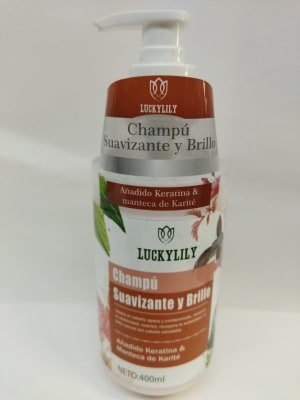 LUCKYLILY
Champú
Suavizante y Brillo
Añadido Keratina &
manteca de Karité
LUCKYLILY
Champú
Suavizante y Brillo
Añadido Keratina &
Manteca de Karité
NETO:400ml